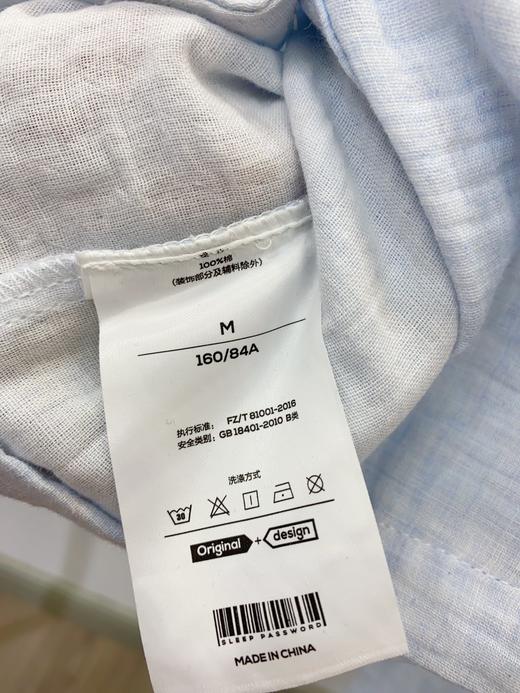 100%棉
(装饰部分及辅料除外)
M
160/84A
执行标准: FZ/T 81001-2016
安全类别: GB 18401-2010 B类
洗涤方式
30
Original + design
SLEEP PASSWORD
MADE IN CHINA